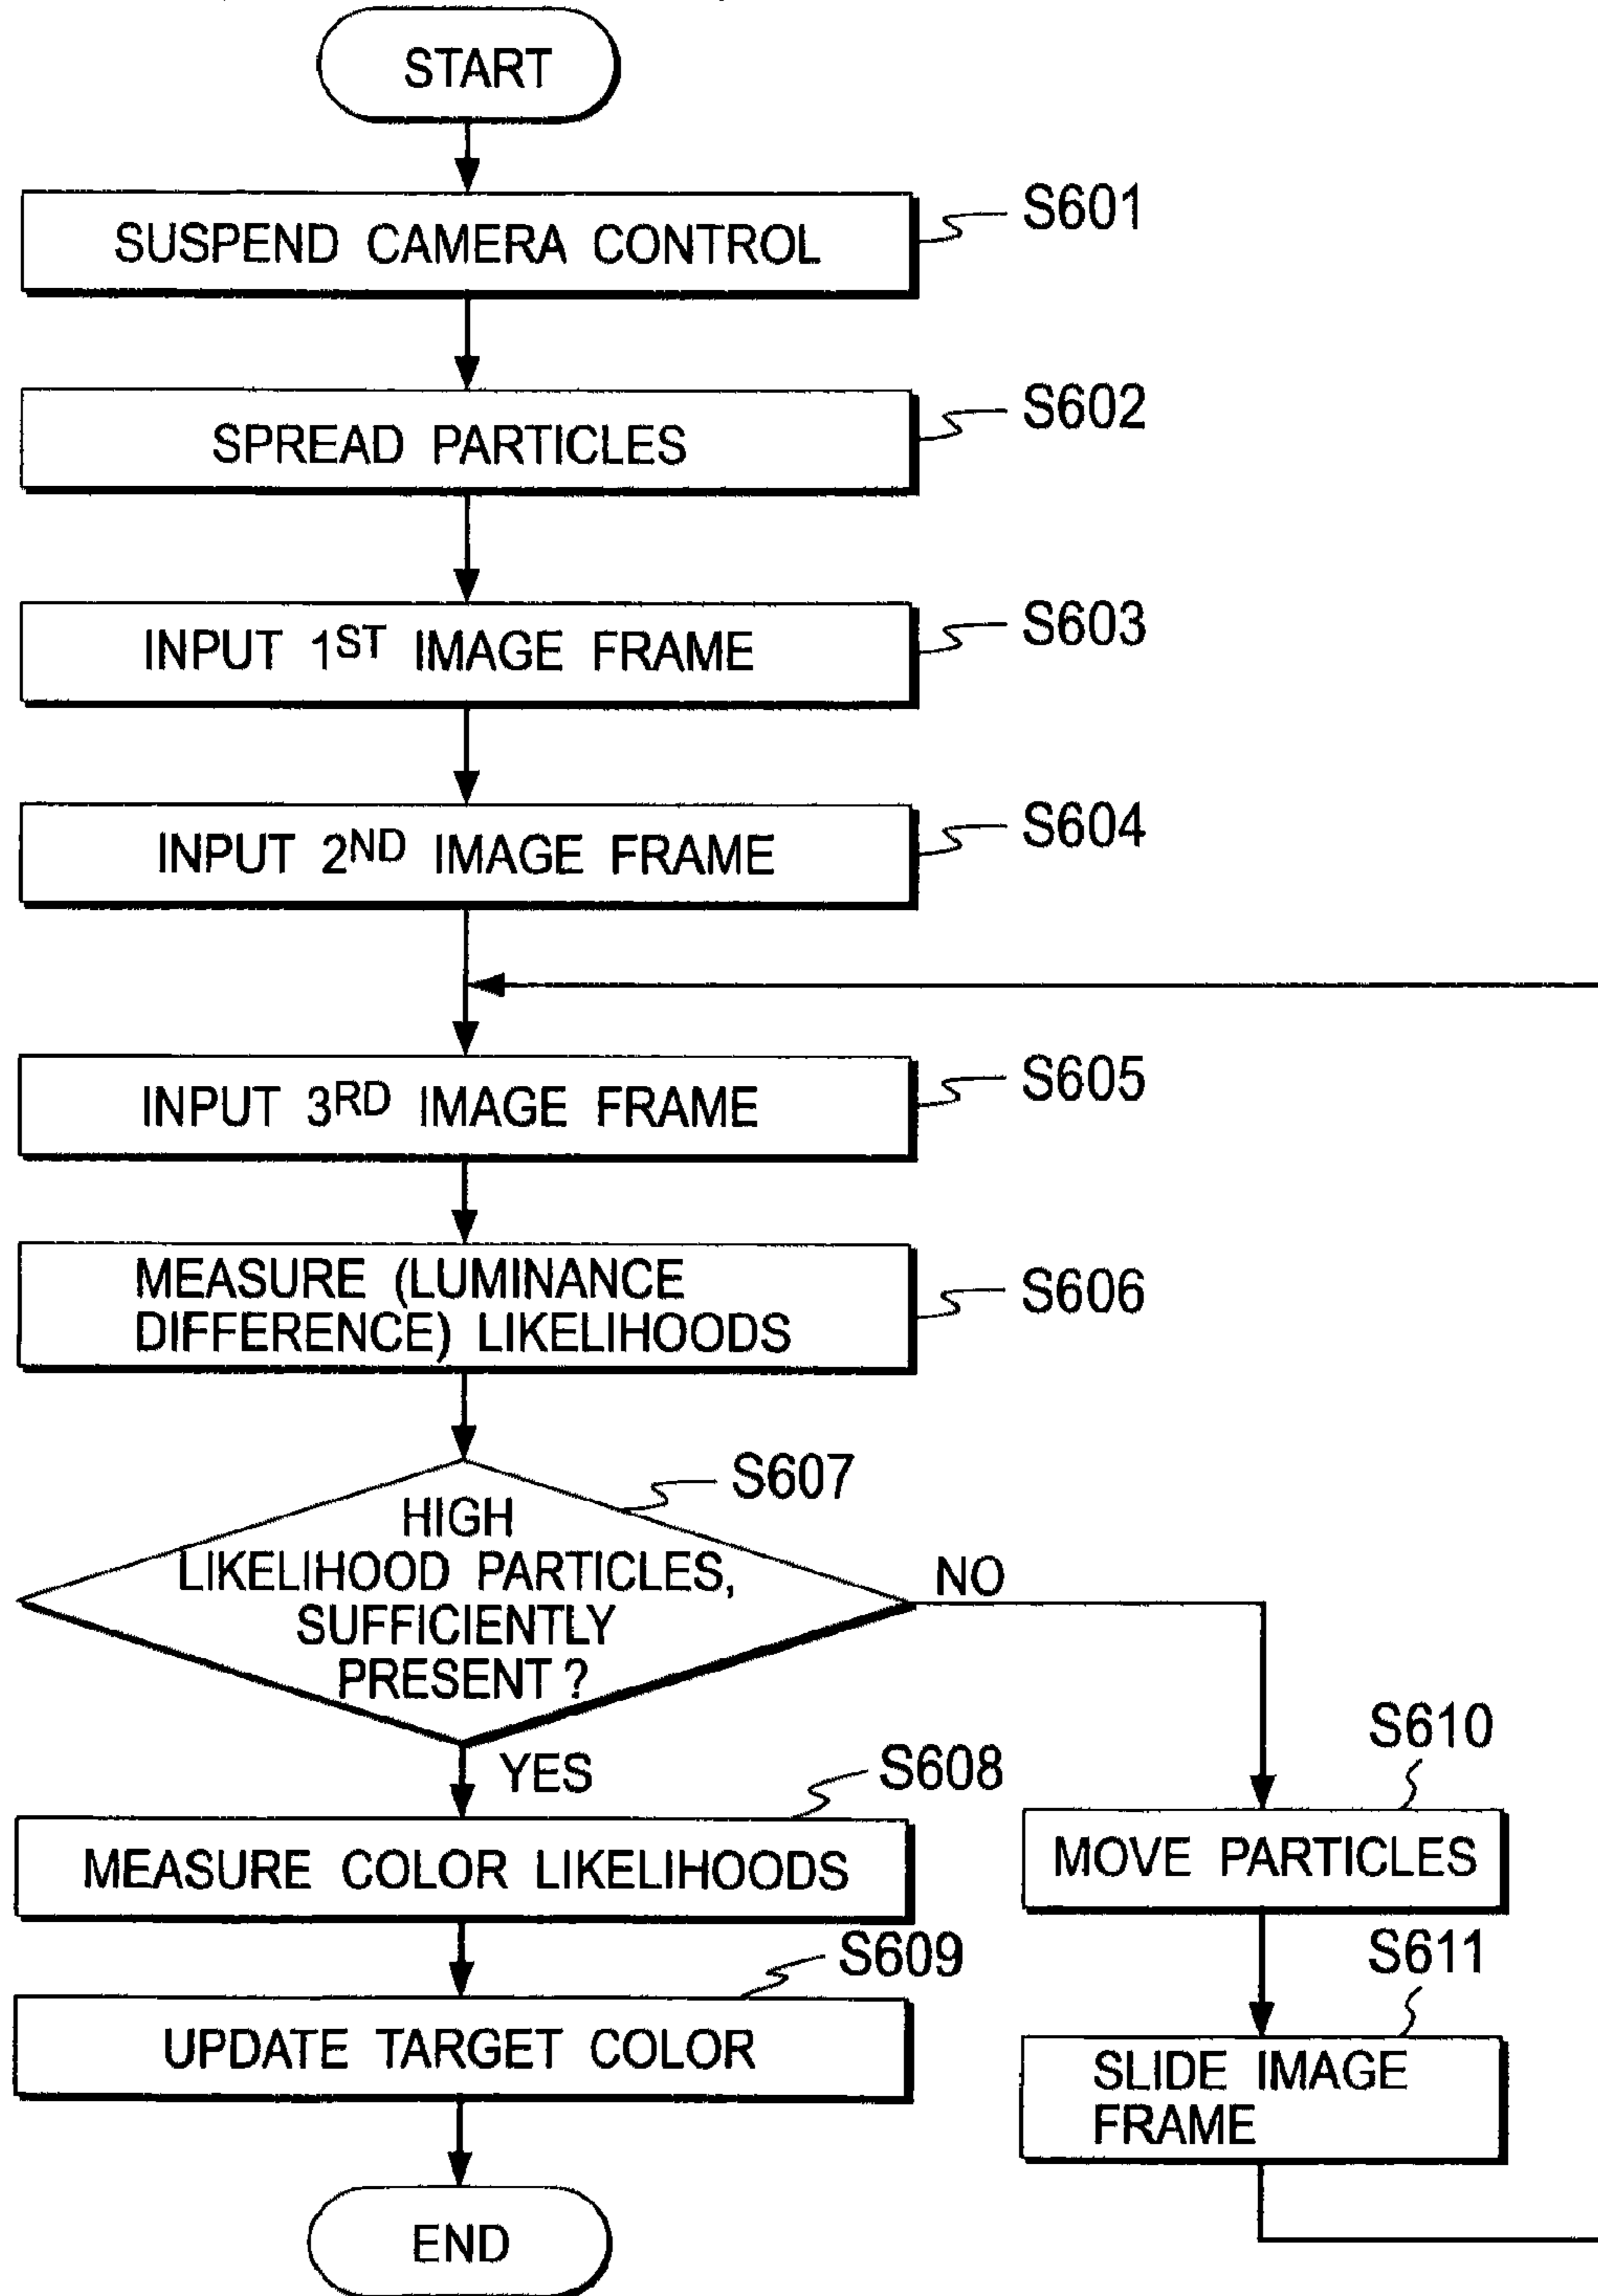 START
SUSPEND CAMERA CONTROL
S601
SPREAD PARTICLES
S602
INPUT 1ST IMAGE FRAME
S603
INPUT 2ND IMAGE FRAME
S604
INPUT 3RD IMAGE FRAME
S605
MEASURE (LUMINANCE
DIFFERENCE) LIKELIHOODS
S606
S607
HIGH
LIKELIHOOD PARTICLES,
SUFFICIENTLY
PRESENT?
NO
YES
S608
MEASURE COLOR LIKELIHOODS
S609
UPDATE TARGET COLOR
END
S610
MOVE PARTICLES
S611
SLIDE IMAGE
FRAME